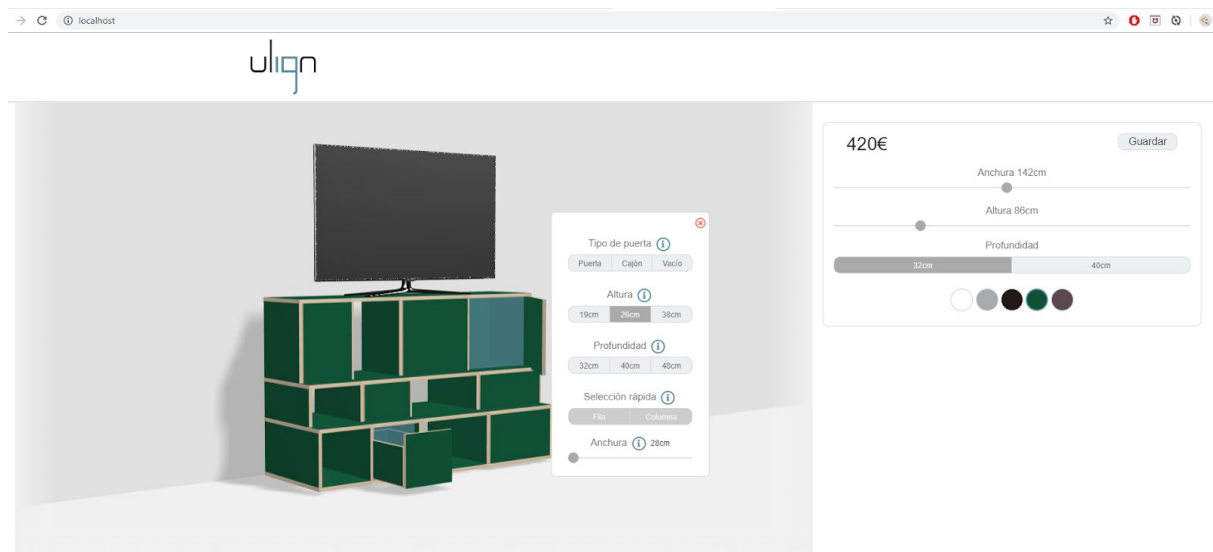 localhost
ulign
420€
Guardar
Anchura 142cm
Altura 86cm
Profundidad
32cm 40cm
Tipo de puerta i
Puerta Cajón Vacío
Altura i
19cm 26cm 38cm
Profundidad i
32cm 40cm 48cm
Selección rápida i
Fila Columna
Anchura i 28cm